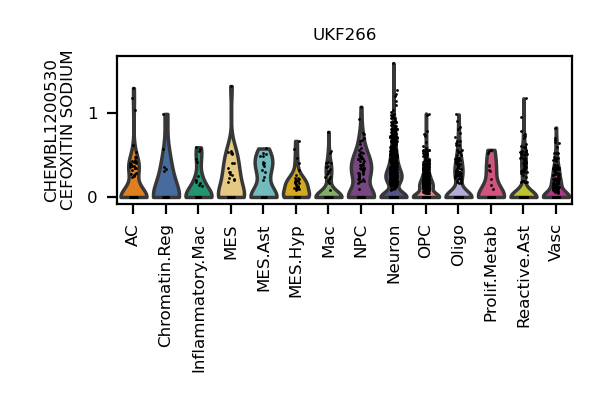 UKF266
CHEMBL1200530
CEFOXITIN SODIUM
1
0
AC
Chromatin.Reg
Inflammatory.Mac
MES
MES.Ast
MES.Hyp
Mac
NPC
Neuron
OPC
Oligo
Prolif.Metab
Reactive.Ast
Vasc